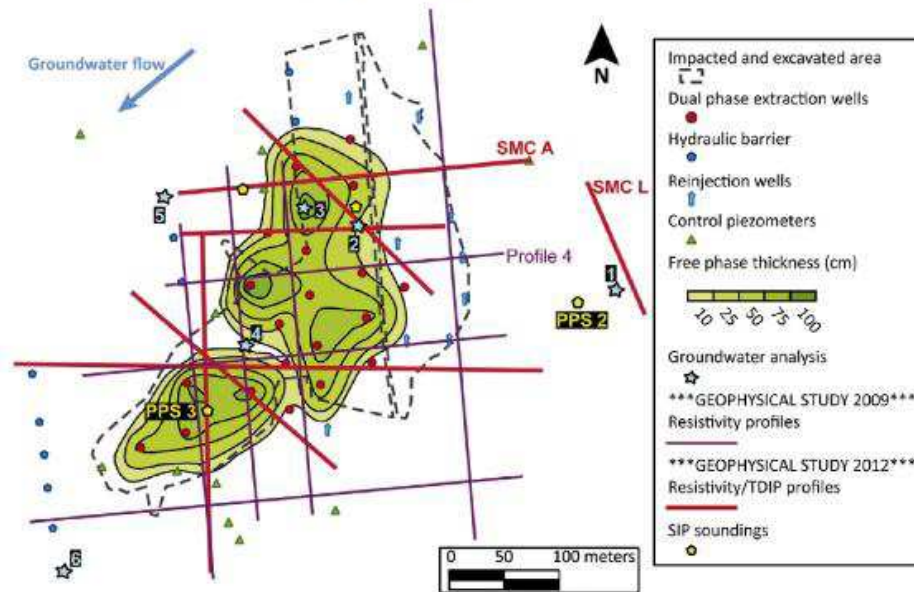 Groundwater flow
N
SMC A
SMC L
5
3
2
Profile 4
1
PPS 2
4
PPS 3
6
0 50 100 meters
Impacted and excavated area
Dual phase extraction wells
Hydraulic barrier
Reinjection wells
Control piezometers
Free phase thickness (cm)
10 25 50 100
Groundwater analysis
***GEOPHYSICAL STUDY 2009***
Resistivity profiles
***GEOPHYSICAL STUDY 2012***
Resistivity/TDIP profiles
SIP soundings